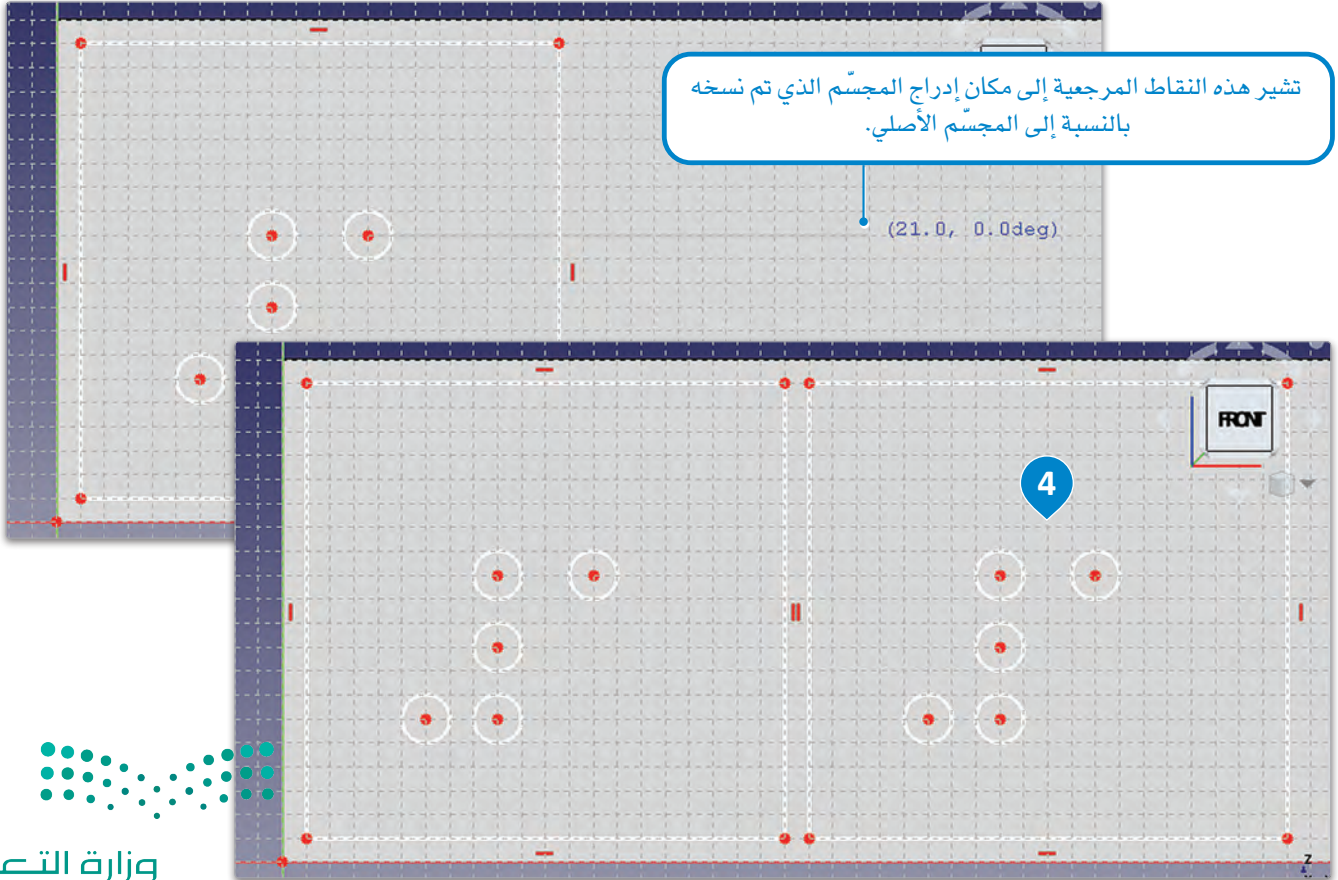 تشير هذه النقاط المرجعية إلى مكان إدراج المجسّم الذي تم نسخه
بالنسبة إلى المجسّم الأصلي.
(21.0, 0.0deg)
FRONT
4
Z
وزارة التع